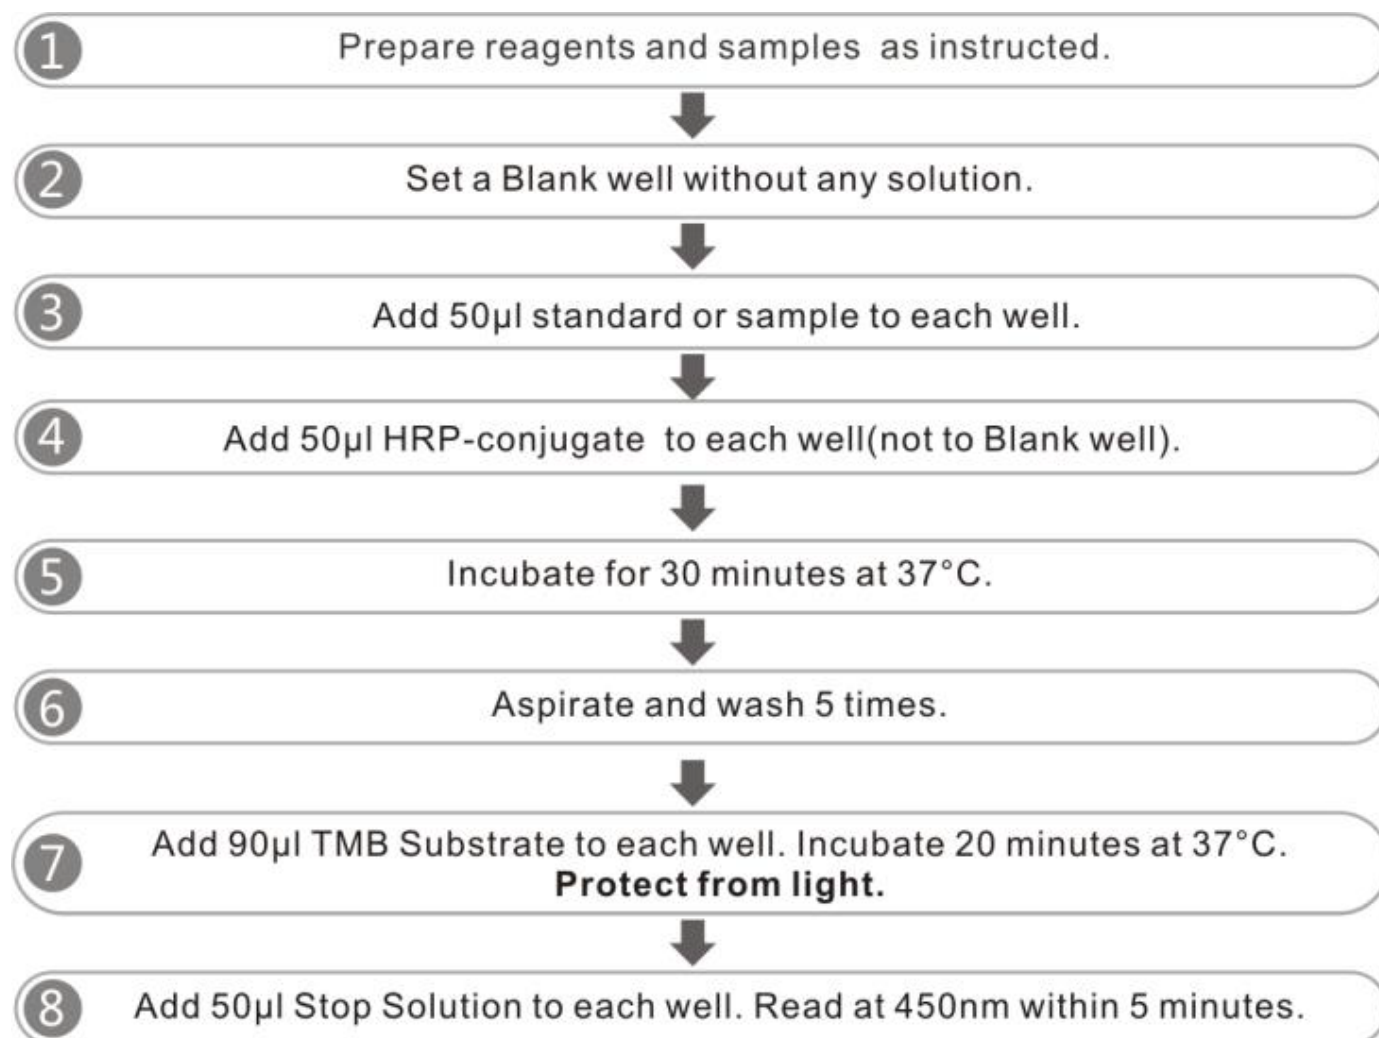 1 Prepare reagents and samples as instructed.
2 Set a Blank well without any solution.
3 Add 50µl standard or sample to each well.
4 Add 50µl HRP-conjugate to each well(not to Blank well).
5 Incubate for 30 minutes at 37°C.
6 Aspirate and wash 5 times.
7 Add 90µl TMB Substrate to each well. Incubate 20 minutes at 37°C.
Protect from light.
8 Add 50µl Stop Solution to each well. Read at 450nm within 5 minutes.